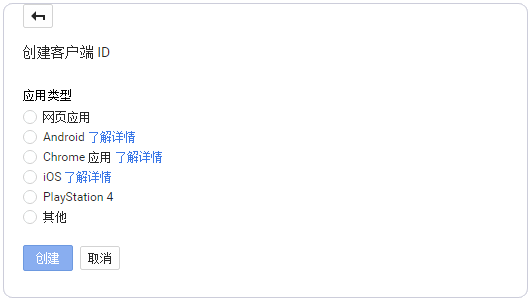 创建客户端 ID
应用类型
网页应用
Android 了解详情
Chrome 应用 了解详情
iOS 了解详情
PlayStation 4
其他
创建 取消